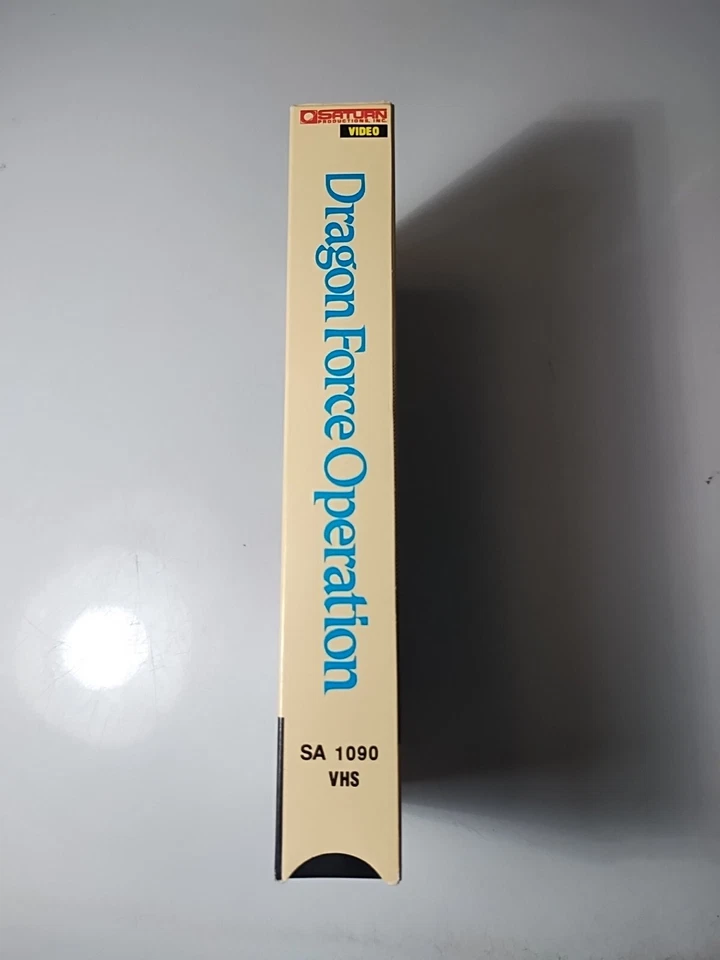 SATURN
PRODUCTIONS, INC.
VIDEO
Dragon Force Operation
SA 1090
VHS